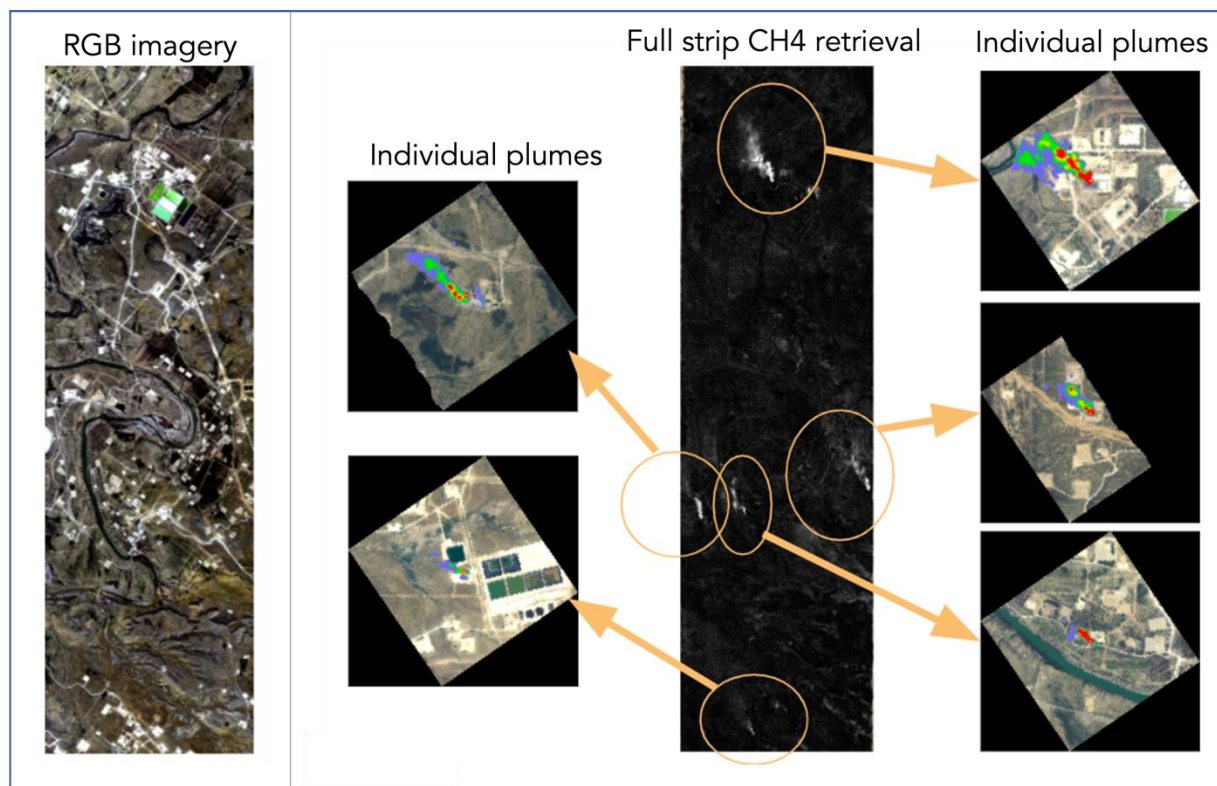 RGB imagery
Full strip CH4 retrieval
Individual plumes
Individual plumes